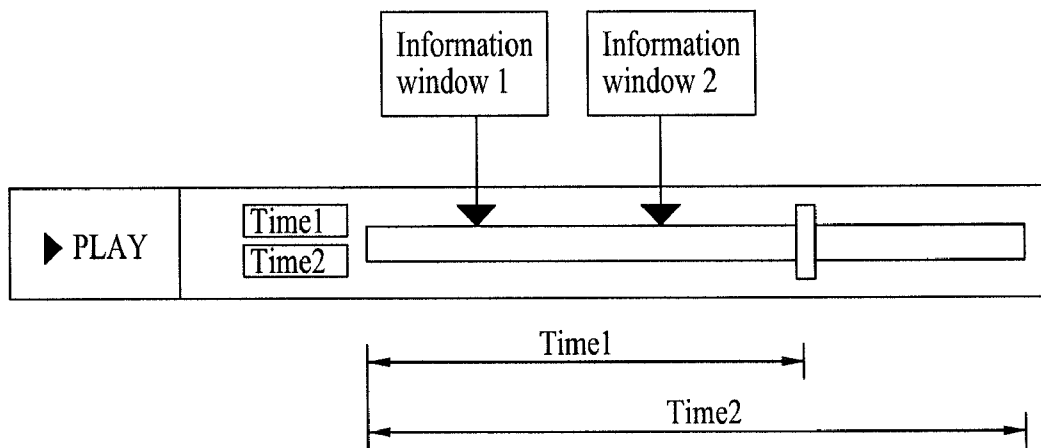 Information
window 1
Information
window 2
PLAY
Time1
Time2
Time1
Time2